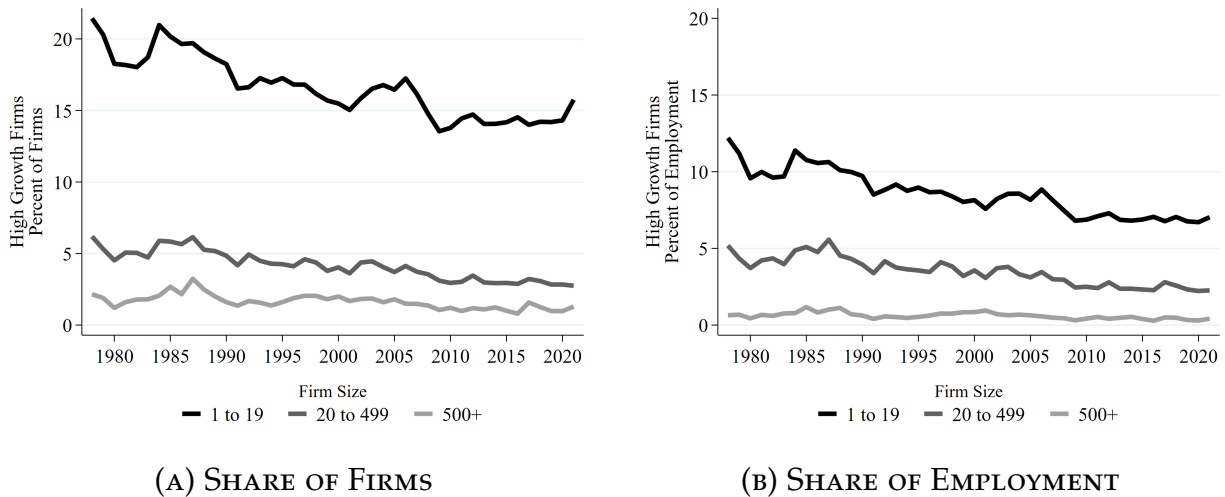 High Growth Firms
Percent of Firms
20
15
10
5
0
1980 1985 1990 1995 2000 2005 2010 2015 2020
Firm Size
1 to 19 20 to 499 500+
(A) Share of Firms
High Growth Firms
Percent of Employment
20
15
10
5
0
1980 1985 1990 1995 2000 2005 2010 2015 2020
Firm Size
1 to 19 20 to 499 500+
(B) Share of Employment